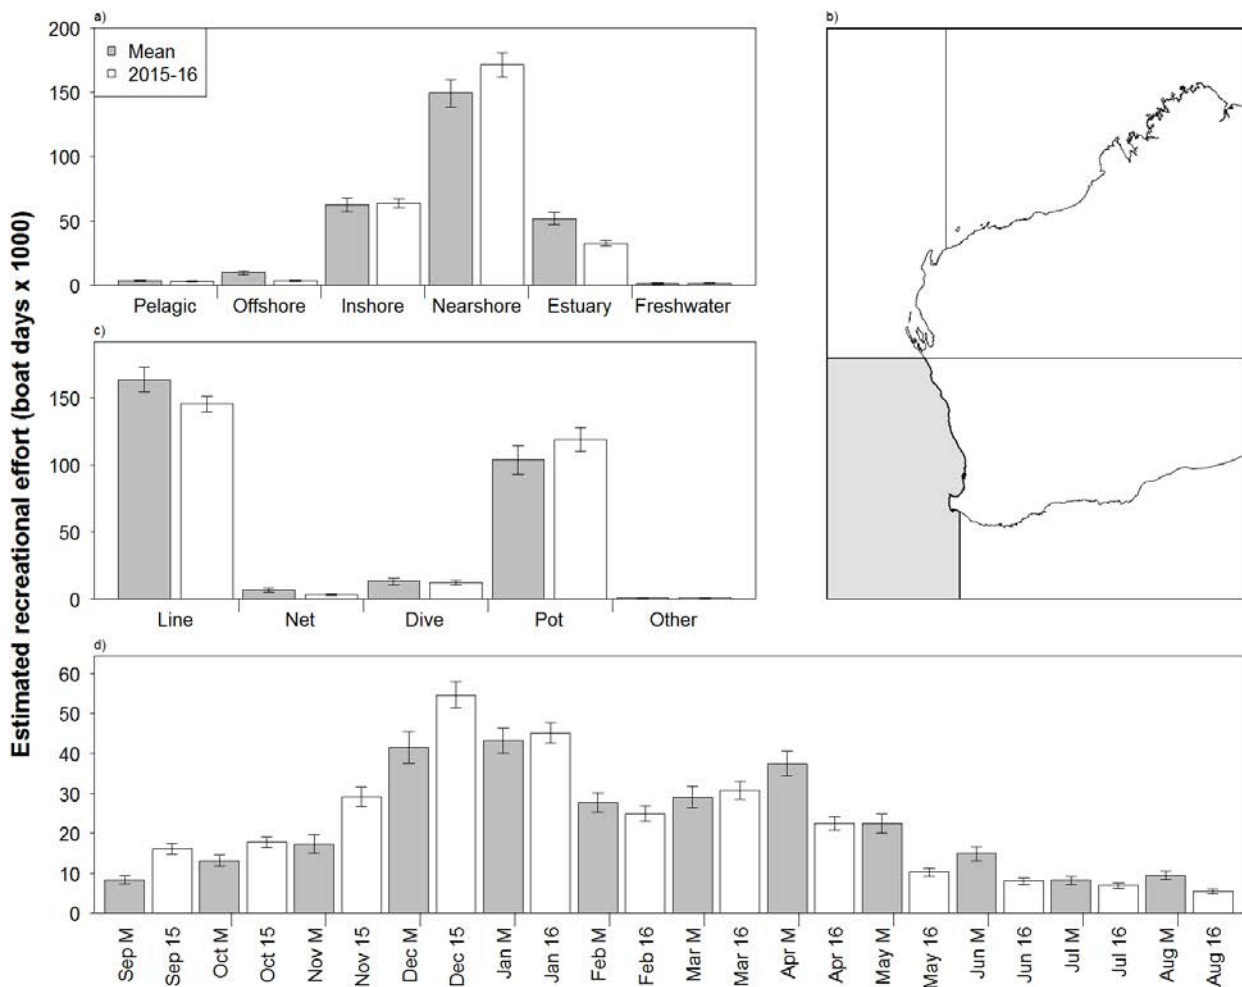 a)
b)
200
150
100
50
0
Mean
2015-16
Pelagic Offshore Inshore Nearshore Estuary Freshwater
c)
150
100
50
0
Line Net Dive Pot Other
d)
60
50
40
30
20
10
0
Sep M
Sep 15
Oct M
Oct 15
Nov M
Nov 15
Dec M
Dec 15
Jan M
Jan 16
Feb M
Feb 16
Mar M
Mar 16
Apr M
Apr 16
May M
May 16
Jun M
Jun 16
Jul M
Jul 16
Aug M
Aug 16
Estimated recreational effort (boat days x 1000)